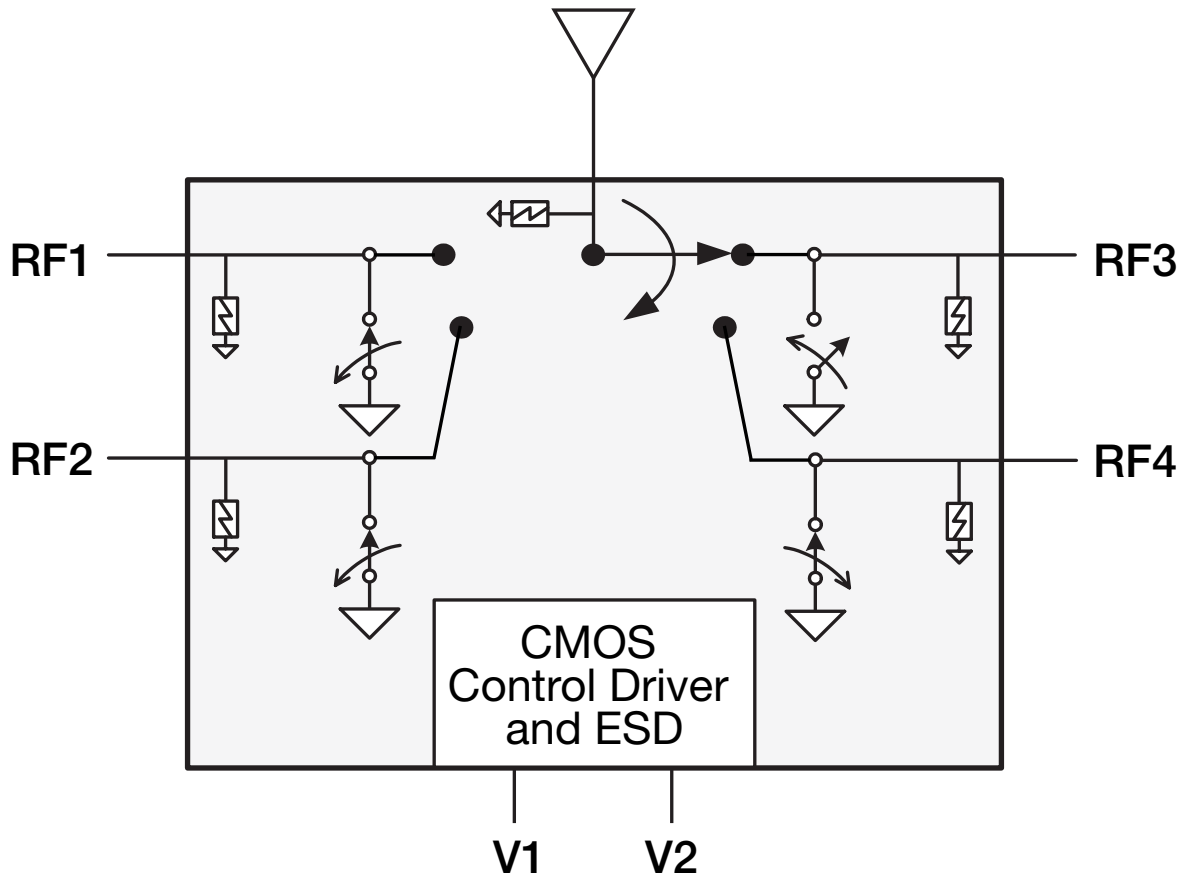 RF1
RF3
RF2
RF4
CMOS
Control Driver
and ESD
V1
V2